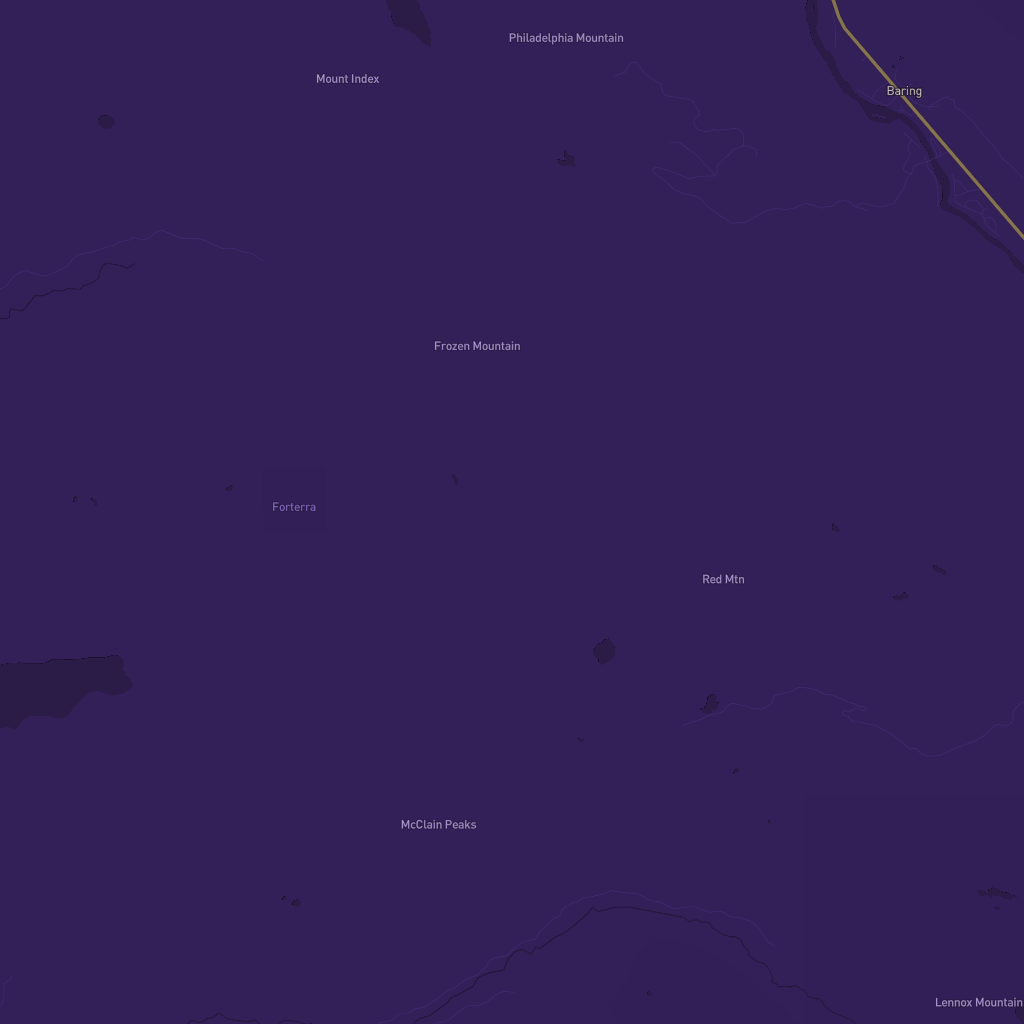 Philadelphia Mountain
Mount Index
Baring
Frozen Mountain
Forterra
Red Mtn
McClain Peaks
Lennox Mountain